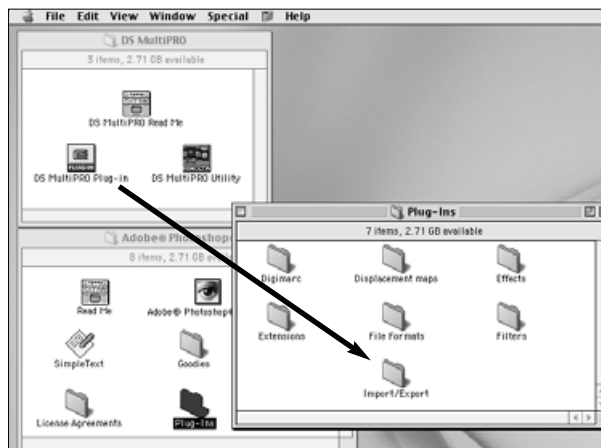 File Edit View Window Special Help
DS MultiPRO
3 items, 2.71 GB available
DS MultiPRO Read Me
DS MultiPRO Plug-in
DS MultiPRO Utility
Plug-Ins
7 items, 2.71 GB available
Digimarc
Displacement maps
Effects
Extensions
File Formats
Filters
Import/Export
Adobe® Photoshop®
8 items, 2.71 GB
Read Me
Adobe® Photoshop®
SimpleText
Goodies
License Agreements
Plug-Ins